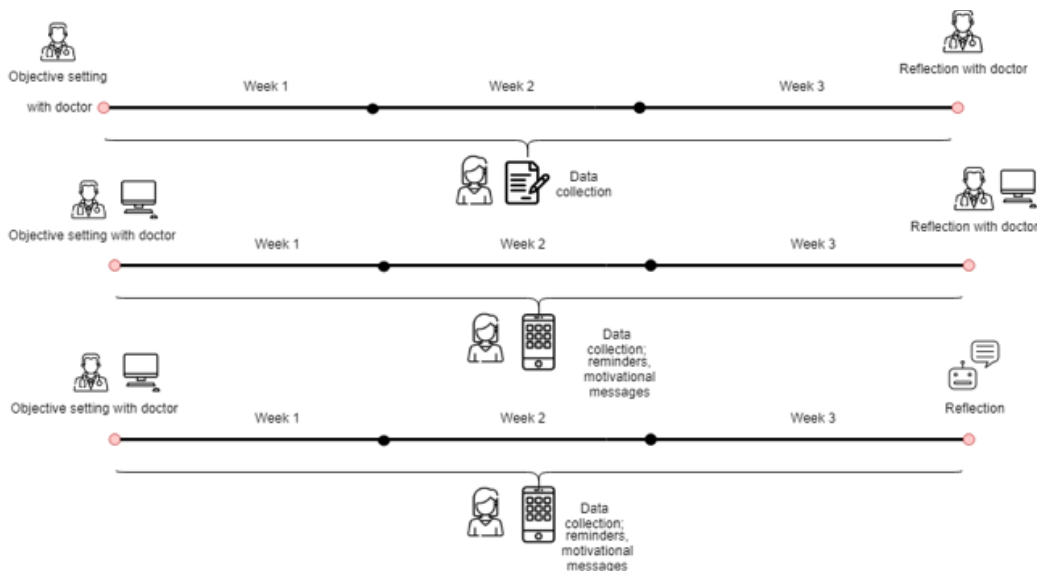 Objective setting
with doctor
Reflection with doctor
Week 1
Week 2
Week 3
Data
collection
Objective setting with doctor
Reflection with doctor
Week 1
Week 2
Week 3
Data
collection;
reminders,
motivational
messages
Objective setting with doctor
Reflection
Week 1
Week 2
Week 3
Data
collection;
reminders,
motivational
messages